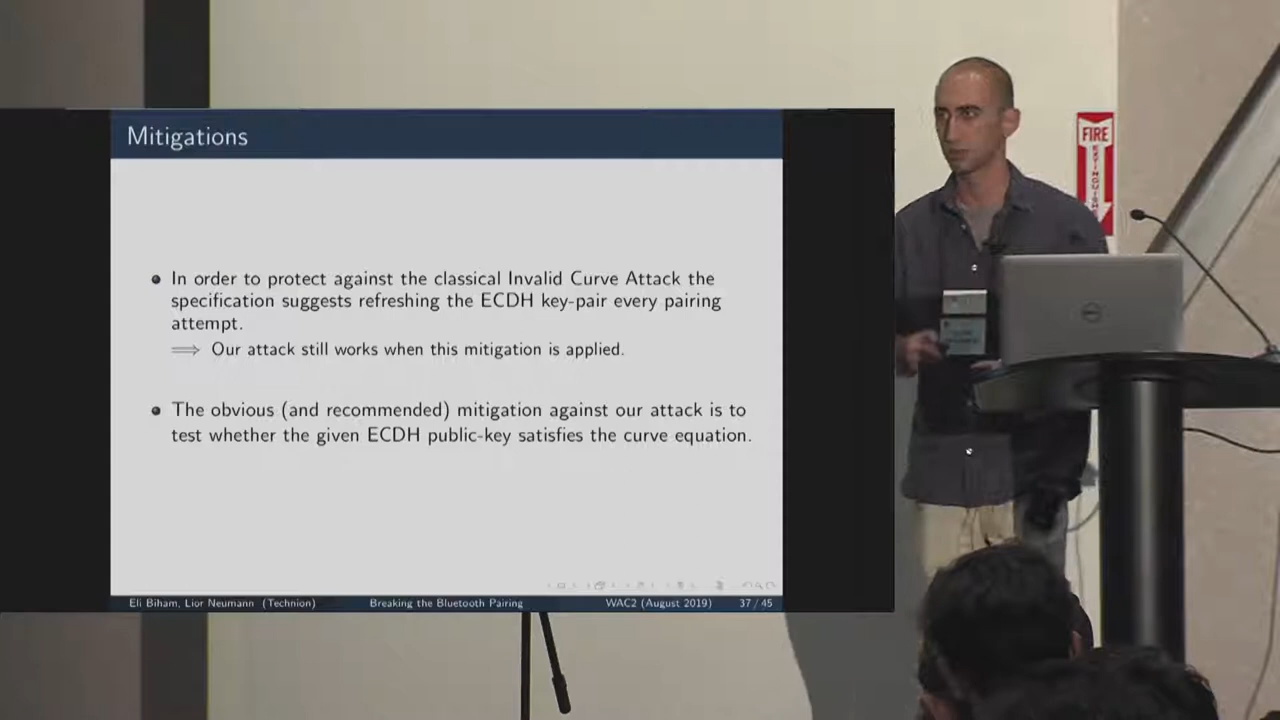 Mitigations
In order to protect against the classical Invalid Curve Attack the
specification suggests refreshing the ECDH key-pair every pairing
attempt.
⟹ Our attack still works when this mitigation is applied.
The obvious (and recommended) mitigation against our attack is to
test whether the given ECDH public-key satisfies the curve equation.
Eli Biham, Lior Neumann (Technion) Breaking the Bluetooth Pairing WAC2 (August 2019) 37 / 45
FIRE
EXTINGUISHER
DELL